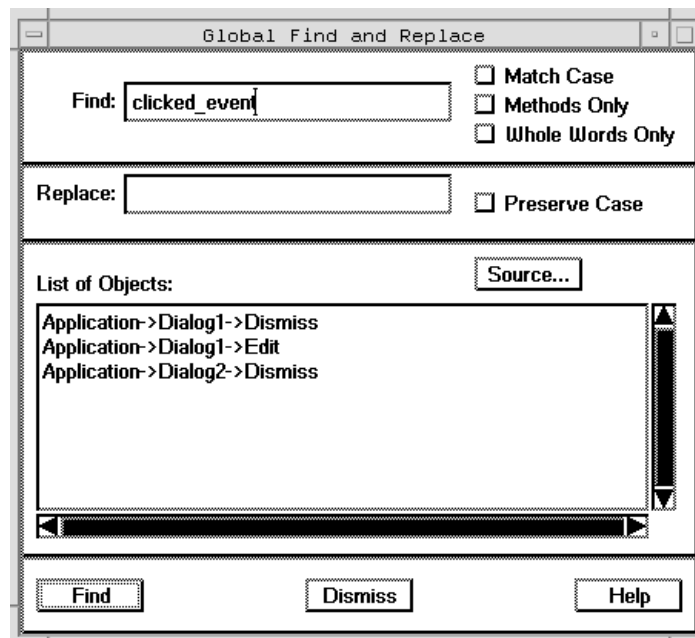 Global Find and Replace
Find: clicked_event
Match Case
Methods Only
Whole Words Only
Replace:
Preserve Case
List of Objects:
Source...
Application->Dialog1->Dismiss
Application->Dialog1->Edit
Application->Dialog2->Dismiss
Find Dismiss Help